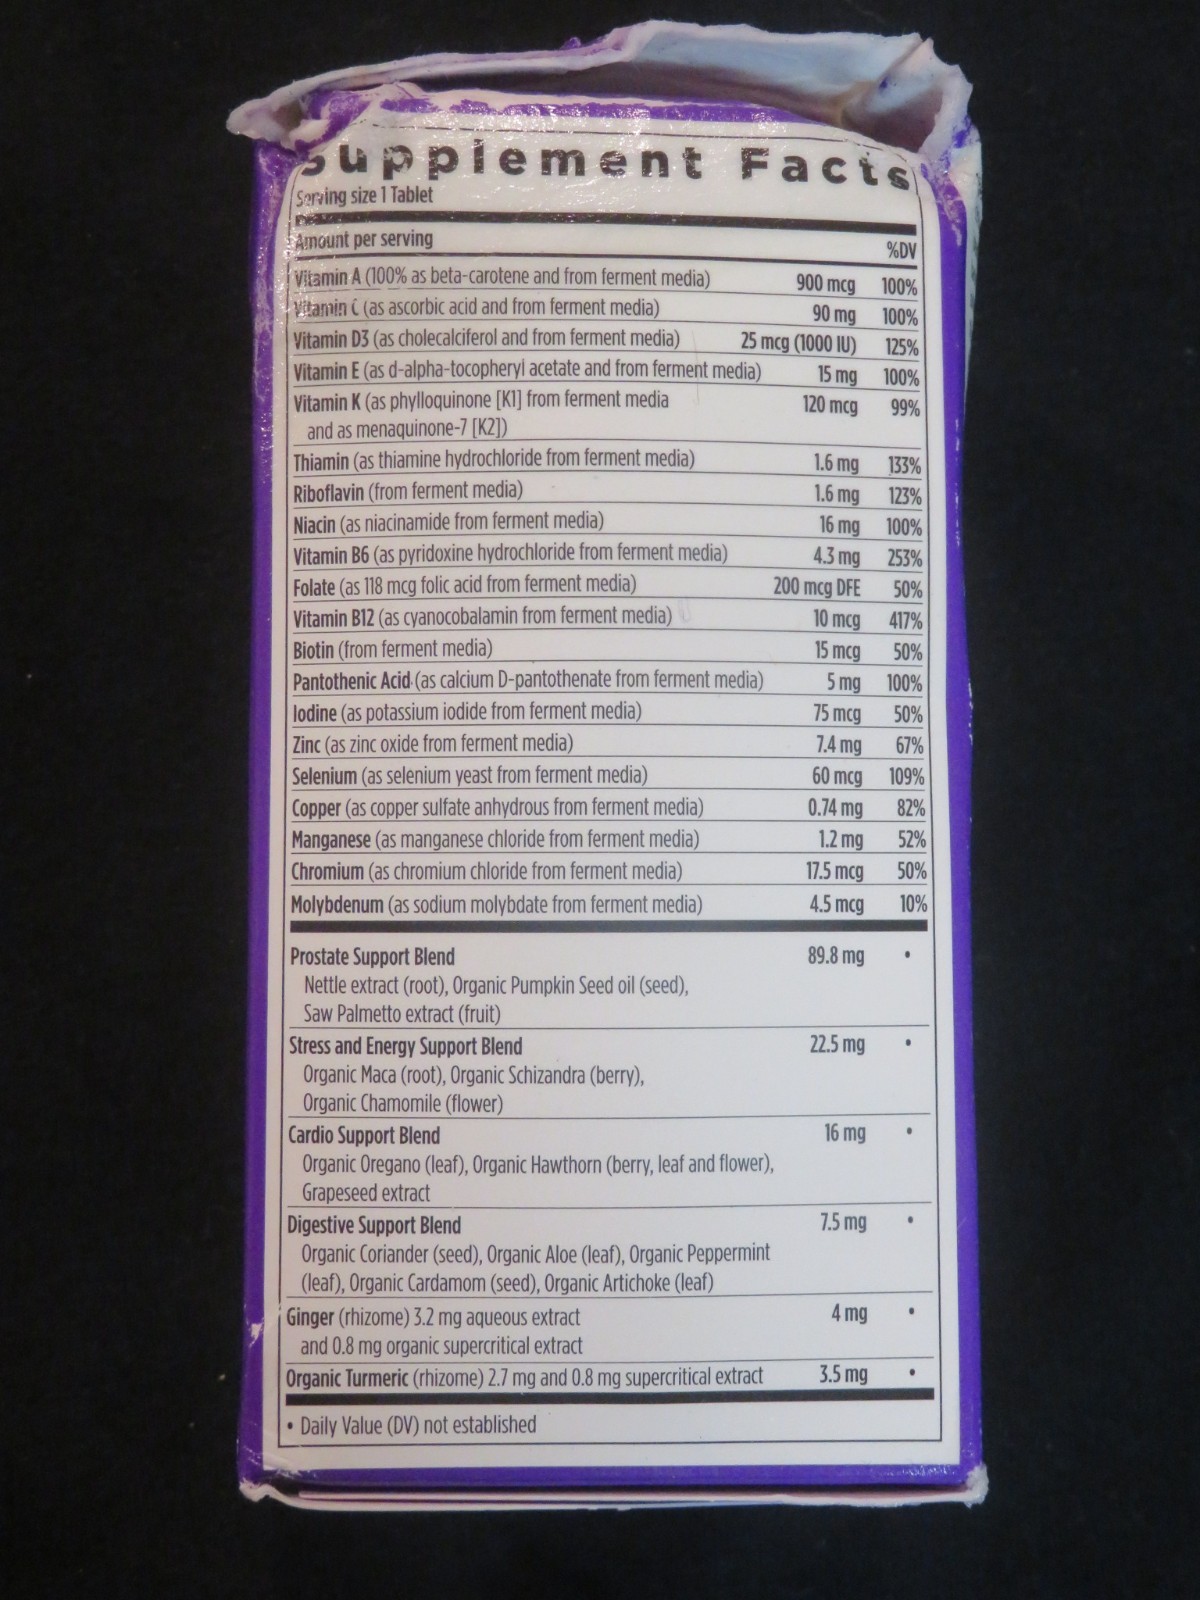 Supplement Facts
Serving size 1 Tablet
Amount per serving %DV
Vitamin A (100% as beta-carotene and from ferment media) 900 mcg 100%
Vitamin C (as ascorbic acid and from ferment media) 90 mg 100%
Vitamin D3 (as cholecalciferol and from ferment media) 25 mcg (1000 IU) 125%
Vitamin E (as d-alpha-tocopheryl acetate and from ferment media) 15 mg 100%
Vitamin K (as phylloquinone [K1] from ferment media 120 mcg 99%
and as menaquinone-7 [K2])
Thiamin (as thiamine hydrochloride from ferment media) 1.6 mg 133%
Riboflavin (from ferment media) 1.6 mg 123%
Niacin (as niacinamide from ferment media) 16 mg 100%
Vitamin B6 (as pyridoxine hydrochloride from ferment media) 4.3 mg 253%
Folate (as 118 mcg folic acid from ferment media) 200 mcg DFE 50%
Vitamin B12 (as cyanocobalamin from ferment media) 10 mcg 417%
Biotin (from ferment media) 15 mcg 50%
Pantothenic Acid (as calcium D-pantothenate from ferment media) 5 mg 100%
Iodine (as potassium iodide from ferment media) 75 mcg 50%
Zinc (as zinc oxide from ferment media) 7.4 mg 67%
Selenium (as selenium yeast from ferment media) 60 mcg 109%
Copper (as copper sulfate anhydrous from ferment media) 0.74 mg 82%
Manganese (as manganese chloride from ferment media) 1.2 mg 52%
Chromium (as chromium chloride from ferment media) 17.5 mcg 50%
Molybdenum (as sodium molybdate from ferment media) 4.5 mcg 10%
Prostate Support Blend 89.8 mg •
Nettle extract (root), Organic Pumpkin Seed oil (seed),
Saw Palmetto extract (fruit)
Stress and Energy Support Blend 22.5 mg •
Organic Maca (root), Organic Schizandra (berry),
Organic Chamomile (flower)
Cardio Support Blend 16 mg •
Organic Oregano (leaf), Organic Hawthorn (berry, leaf and flower),
Grapeseed extract
Digestive Support Blend 7.5 mg •
Organic Coriander (seed), Organic Aloe (leaf), Organic Peppermint
(leaf), Organic Cardamom (seed), Organic Artichoke (leaf)
Ginger (rhizome) 3.2 mg aqueous extract 4 mg •
and 0.8 mg organic supercritical extract
Organic Turmeric (rhizome) 2.7 mg and 0.8 mg supercritical extract 3.5 mg •
• Daily Value (DV) not established